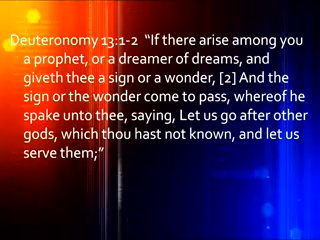 Deuteronomy 13:1-2  “If there arise among you
a prophet, or a dreamer of dreams, and
giveth thee a sign or a wonder, [2] And the
sign or the wonder come to pass, whereof he
spake unto thee, saying, Let us go after other
gods, which thou hast not known, and let us
serve them;”